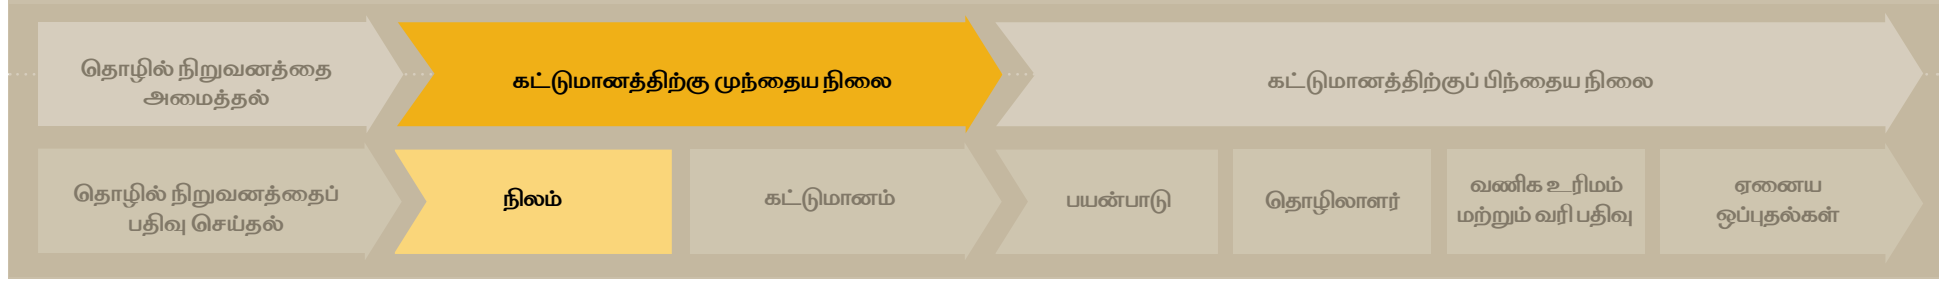 தொழில் நிறுவனத்தை
அமைத்தல்
கட்டுமானத்திற்கு முந்தைய நிலை
கட்டுமானத்திற்குப் பிந்தைய நிலை
தொழில் நிறுவனத்தைப்
பதிவு செய்தல்
நிலம்
கட்டுமானம்
பயன்பாடு
தொழிலாளர்
வணிக உரிமம்
மற்றும் வரி பதிவு
ஏனைய
ஒப்புதல்கள்